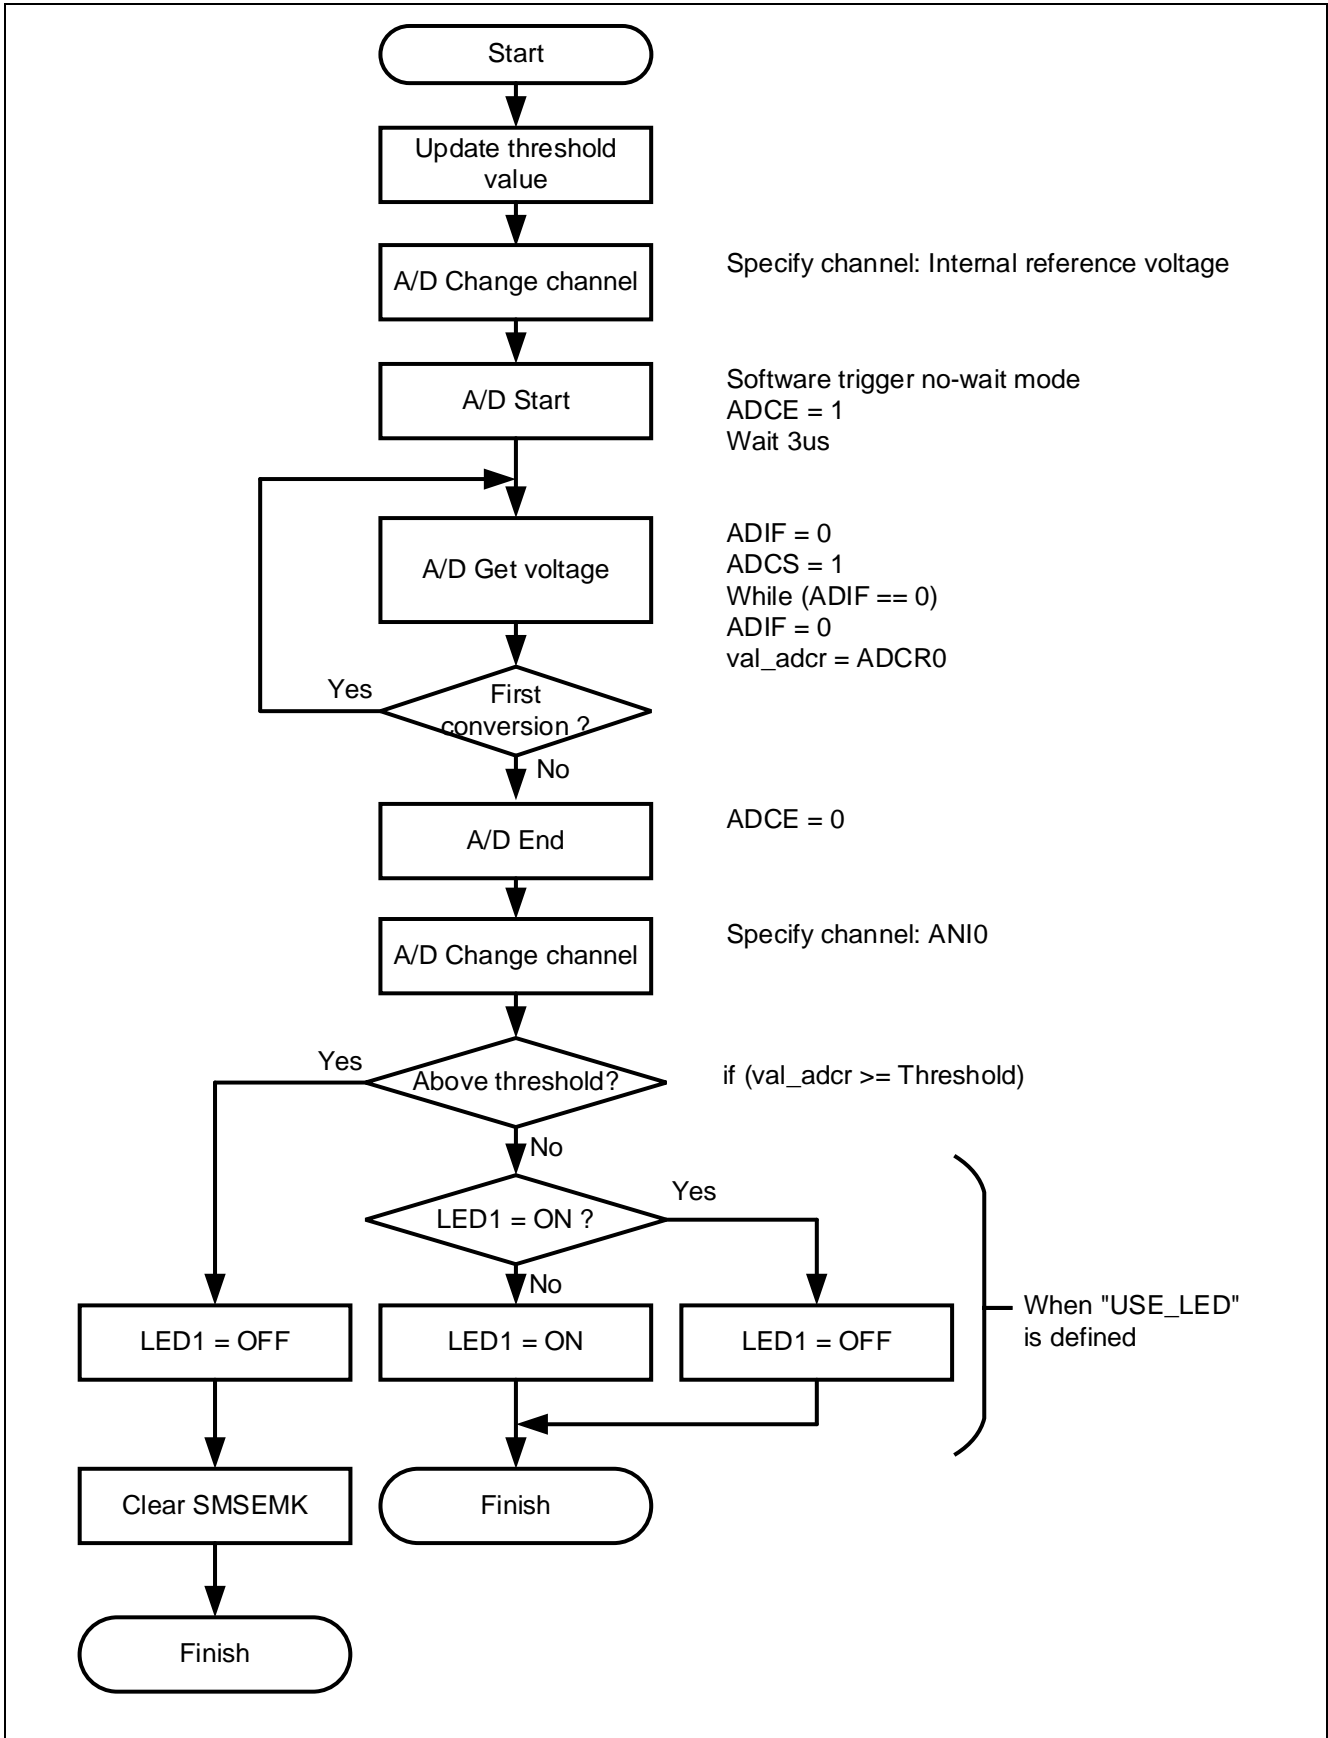 Start
Update threshold
value
A/D Change channel
Specify channel: Internal reference voltage
A/D Start
Software trigger no-wait mode
ADCE = 1
Wait 3us
A/D Get voltage
ADIF = 0
ADCS = 1
While (ADIF == 0)
ADIF = 0
val_adcr = ADCR0
Yes
First
conversion ?
No
A/D End
ADCE = 0
A/D Change channel
Specify channel: ANI0
Yes
Above threshold?
if (val_adcr >= Threshold)
No
Yes
LED1 = ON ?
No
LED1 = OFF
LED1 = ON
LED1 = OFF
When "USE_LED"
is defined
Clear SMSEMK
Finish
Finish